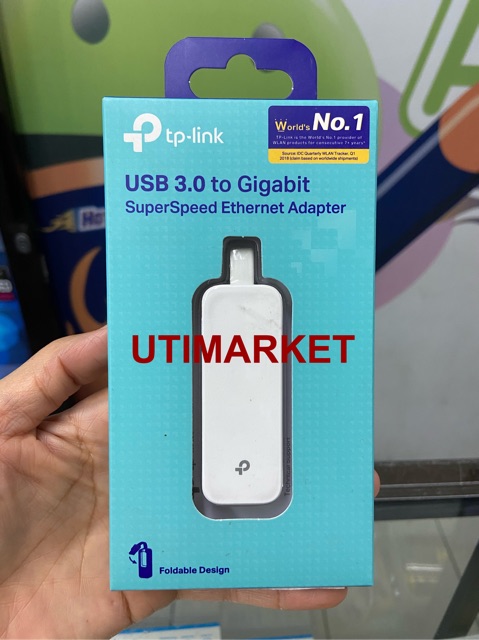 tp-link
World's No.1
TP-Link is the World's No.1 provider of
WLAN products for consecutive 7+ years*
Source: IDC Quarterly WLAN Tracker, Q1
2018 (claim based on worldwide shipments)
USB 3.0 to Gigabit
SuperSpeed Ethernet Adapter
UTIMARKET
Foldable Design